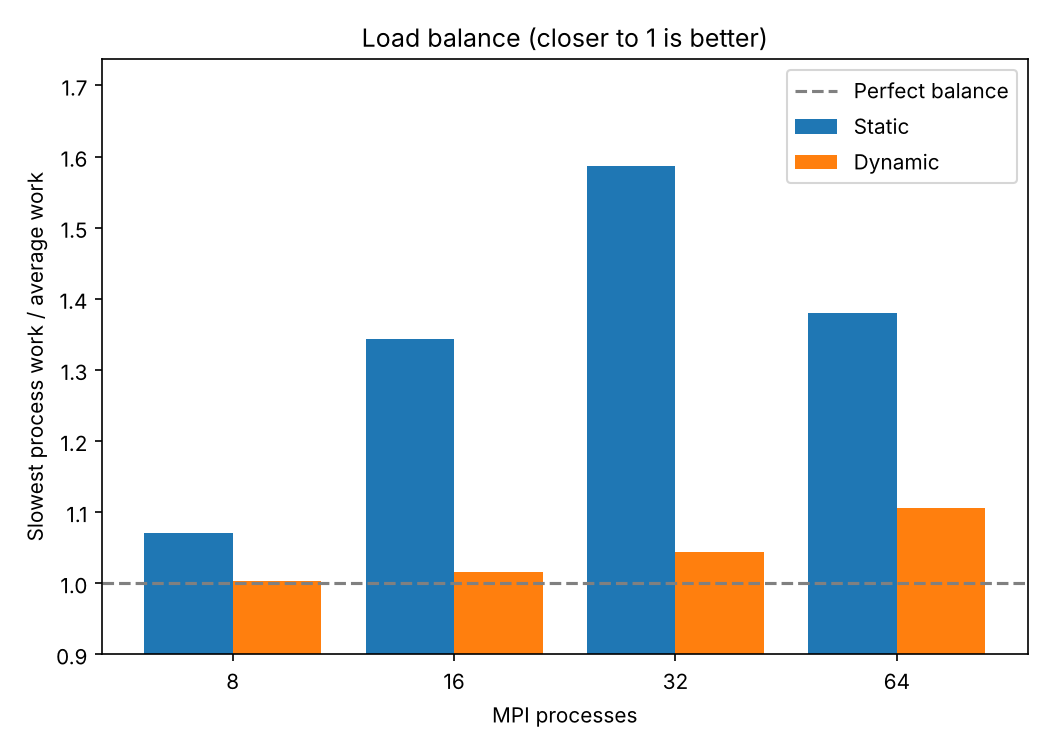 Load balance (closer to 1 is better)
Perfect balance
Static
Dynamic
Slowest process work / average work
1.7
1.6
1.5
1.4
1.3
1.2
1.1
1.0
0.9
8 16 32 64
MPI processes